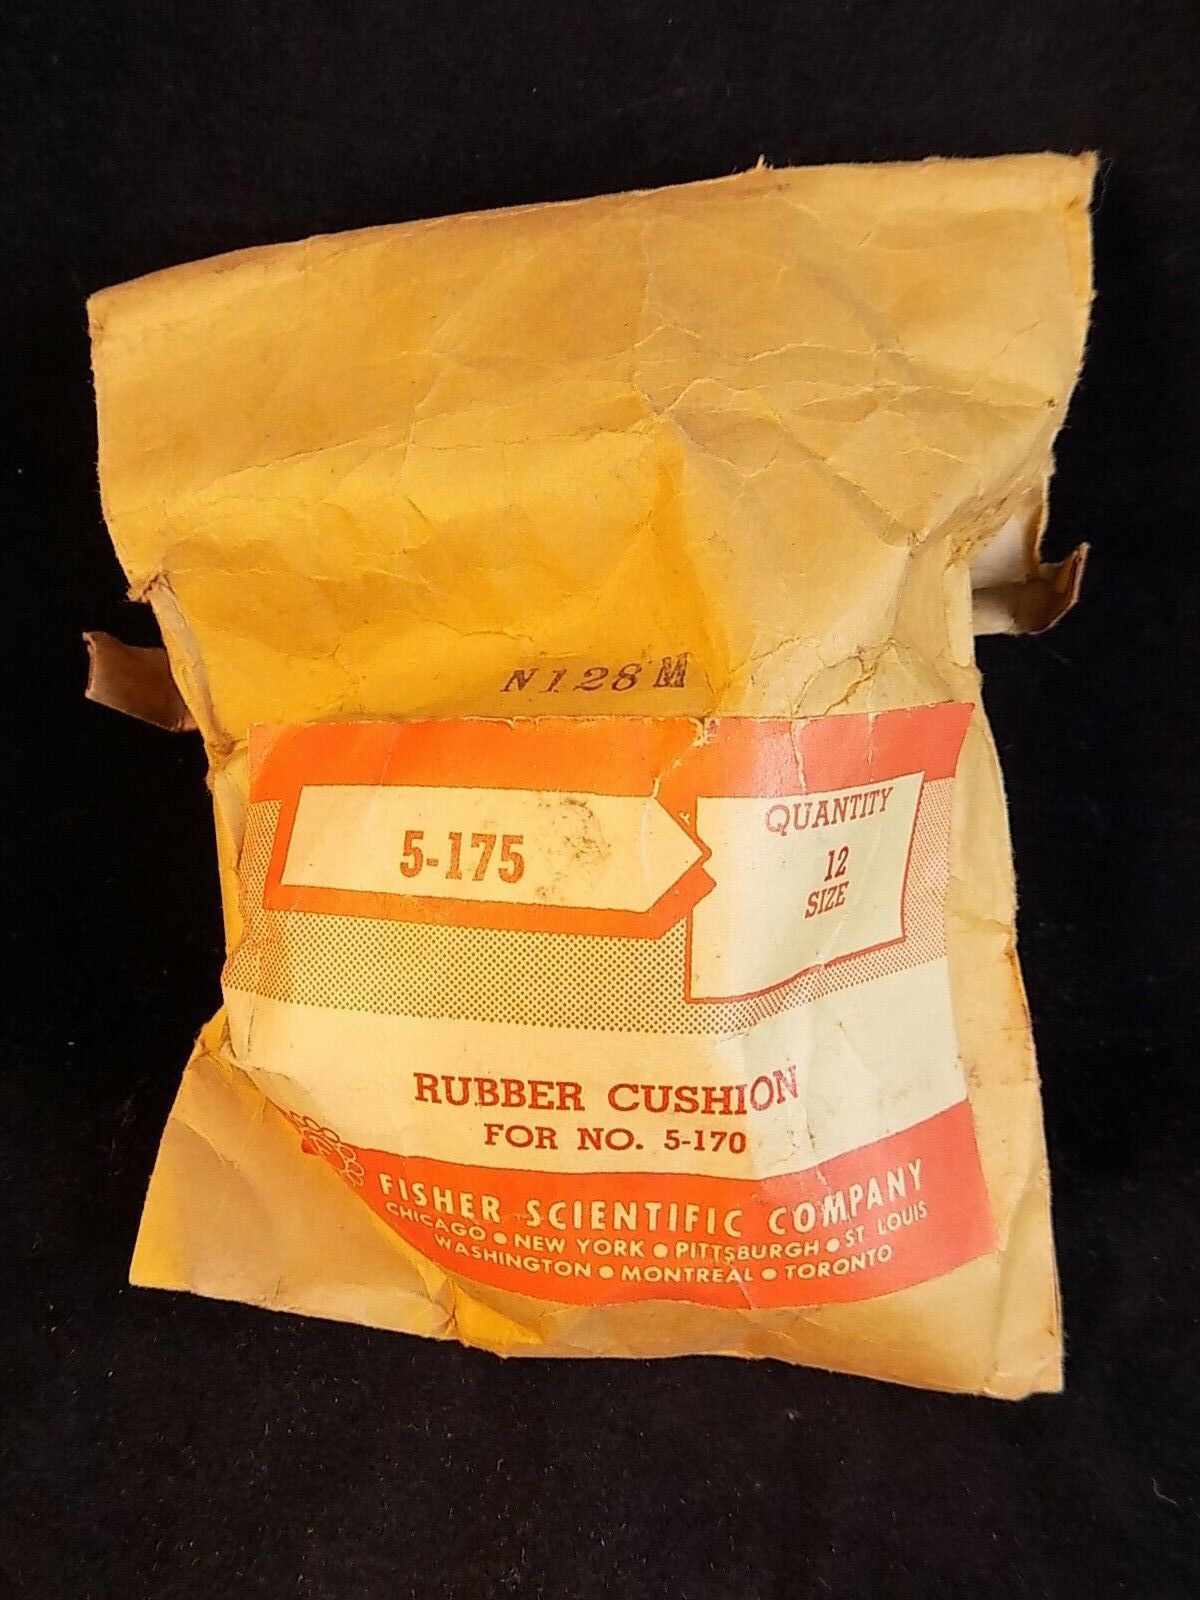 N128 M
5-175
QUANTITY
12
SIZE
RUBBER CUSHION
FOR NO. 5-170
FISHER SCIENTIFIC COMPANY
CHICAGO ● NEW YORK ● PITTSBURGH ● ST LOUIS
WASHINGTON ● MONTREAL ● TORONTO